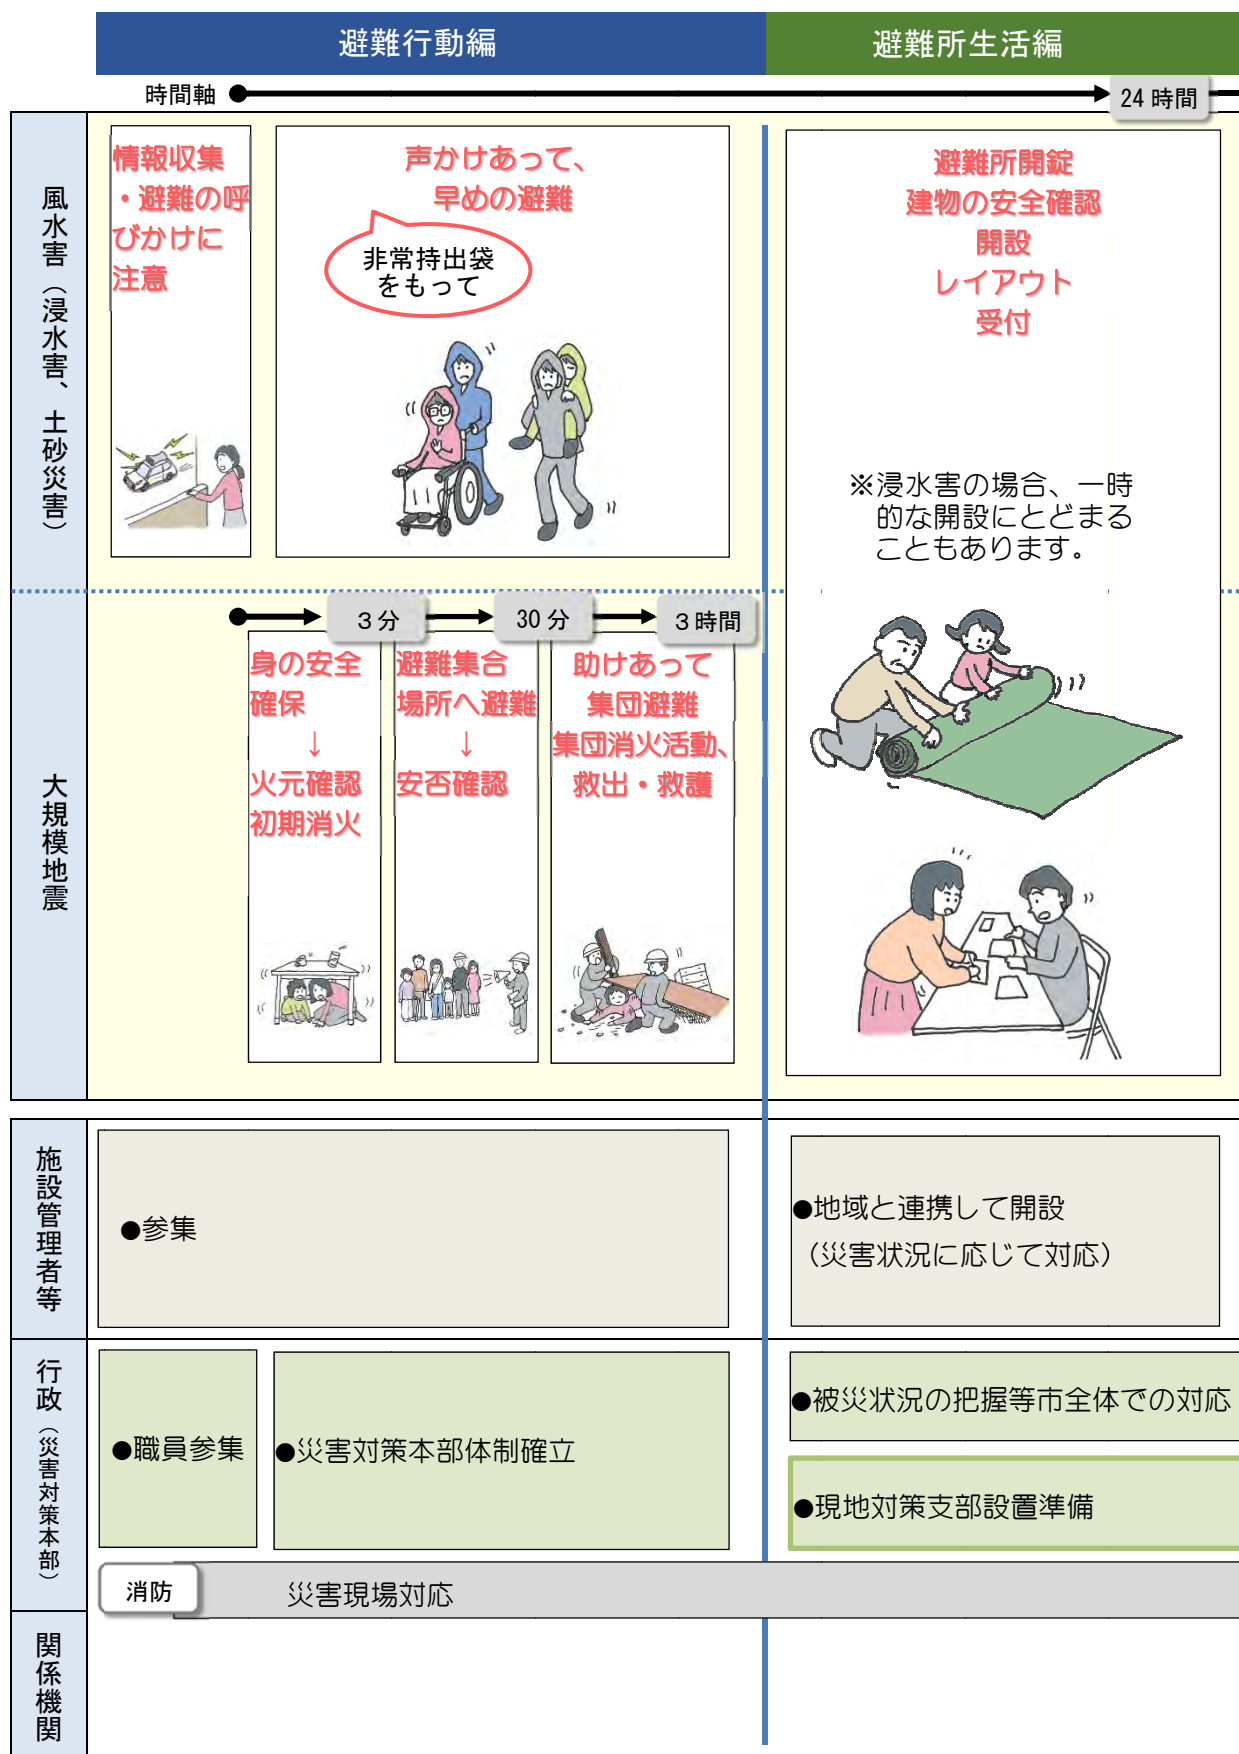 避難行動編
避難所生活編
時間軸
24時間
風水害（浸水害、土砂災害）
情報収集
・避難の呼
びかけに
注意
声かけあって、
早めの避難
非常持出袋
をもって
避難所開錠
建物の安全確認
開設
レイアウト
受付
※浸水害の場合、一時
的な開設にとどまる
こともあります。
大規模地震
３分
30分
３時間
身の安全
確保
↓
火元確認
初期消火
避難集合
場所へ避難
↓
安否確認
助けあって
集団避難
集団消火活動、
救出・救護
施設管理者等
●参集
●地域と連携して開設
（災害状況に応じて対応）
行政（災害対策本部）
●職員参集
●災害対策本部体制確立
●被災状況の把握等市全体での対応
●現地対策支部設置準備
消防
災害現場対応
関係機関